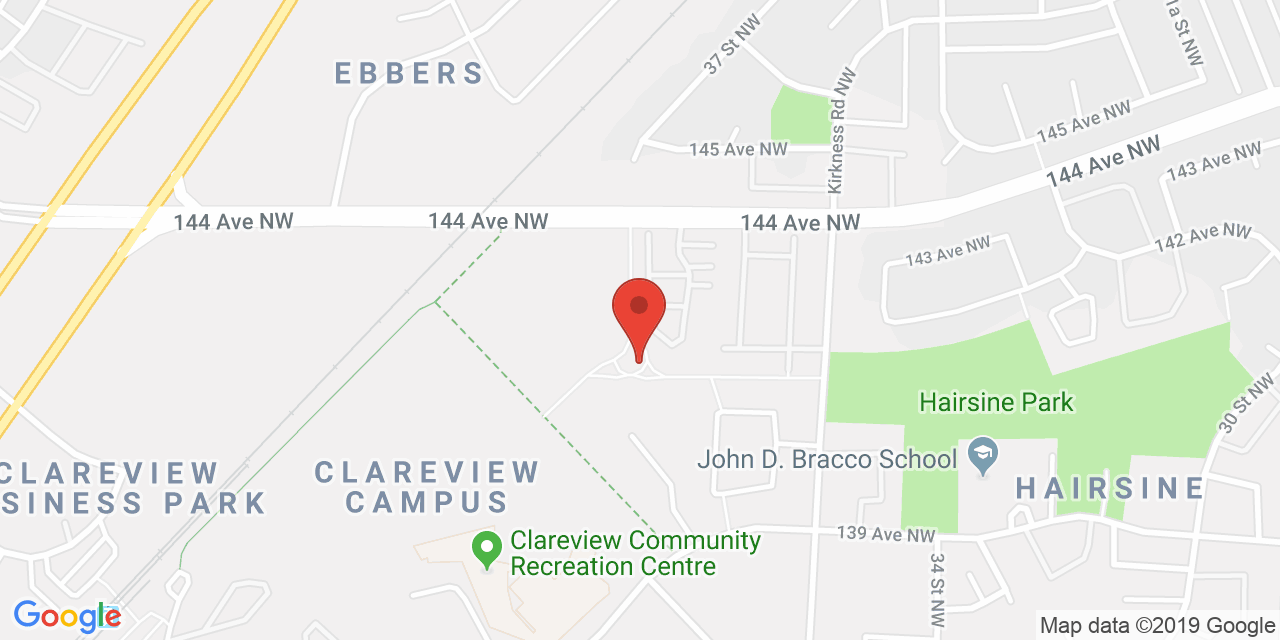 37 St NW
1a St NW
EBBERS
Kirkness Rd NW
145 Ave NW
145 Ave NW
144 Ave NW
143 Ave NW
144 Ave NW
144 Ave NW
144 Ave NW
142 Ave NW
143 Ave NW
Hairsine Park
30 St NW
CLAREVIEW
SINESS PARK
CLAREVIEW
CAMPUS
John D. Bracco School
HAIRSINE
Clareview Community
Recreation Centre
139 Ave NW
34 St NW
Google
Map data ©2019 Google